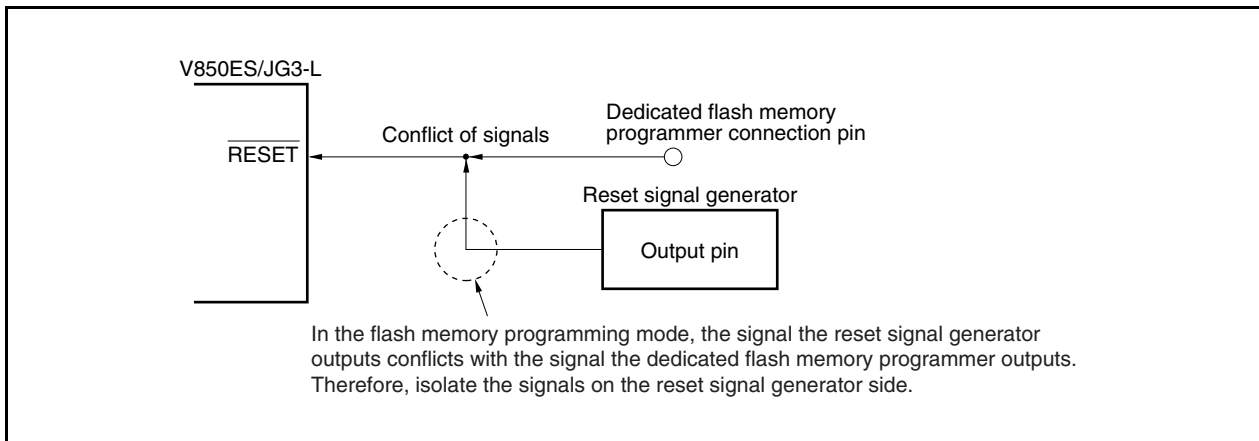 V850ES/JG3-L
RESET
Conflict of signals
Dedicated flash memory
programmer connection pin
Reset signal generator
Output pin
In the flash memory programming mode, the signal the reset signal generator
outputs conflicts with the signal the dedicated flash memory programmer outputs.
Therefore, isolate the signals on the reset signal generator side.